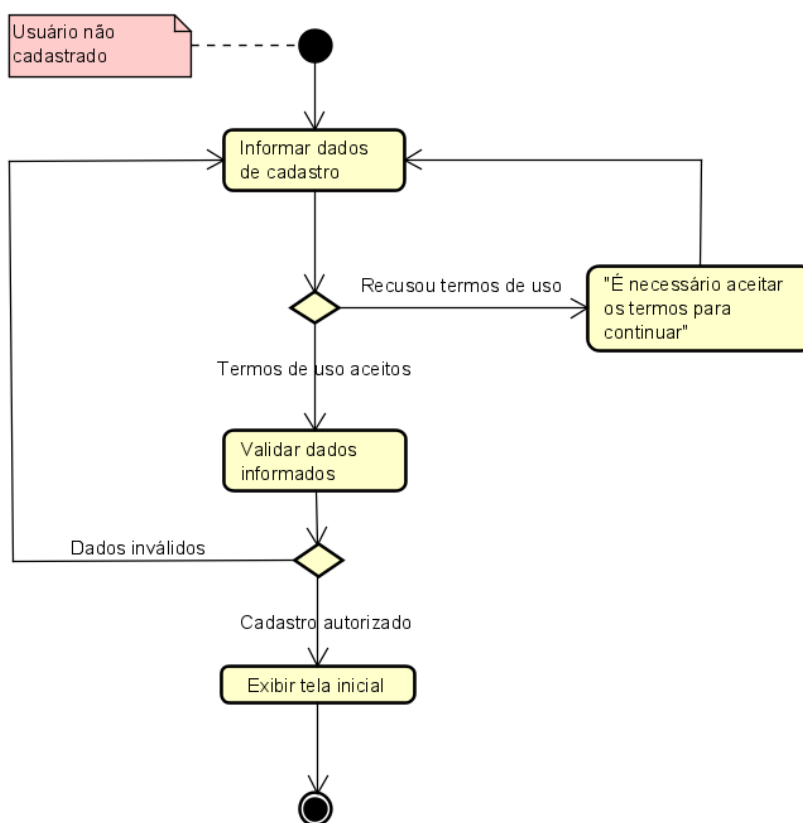 Usuário não
cadastrado
Informar dados
de cadastro
Recusou termos de uso
"É necessário aceitar
os termos para
continuar"
Termos de uso aceitos
Validar dados
informados
Dados inválidos
Cadastro autorizado
Exibir tela inicial